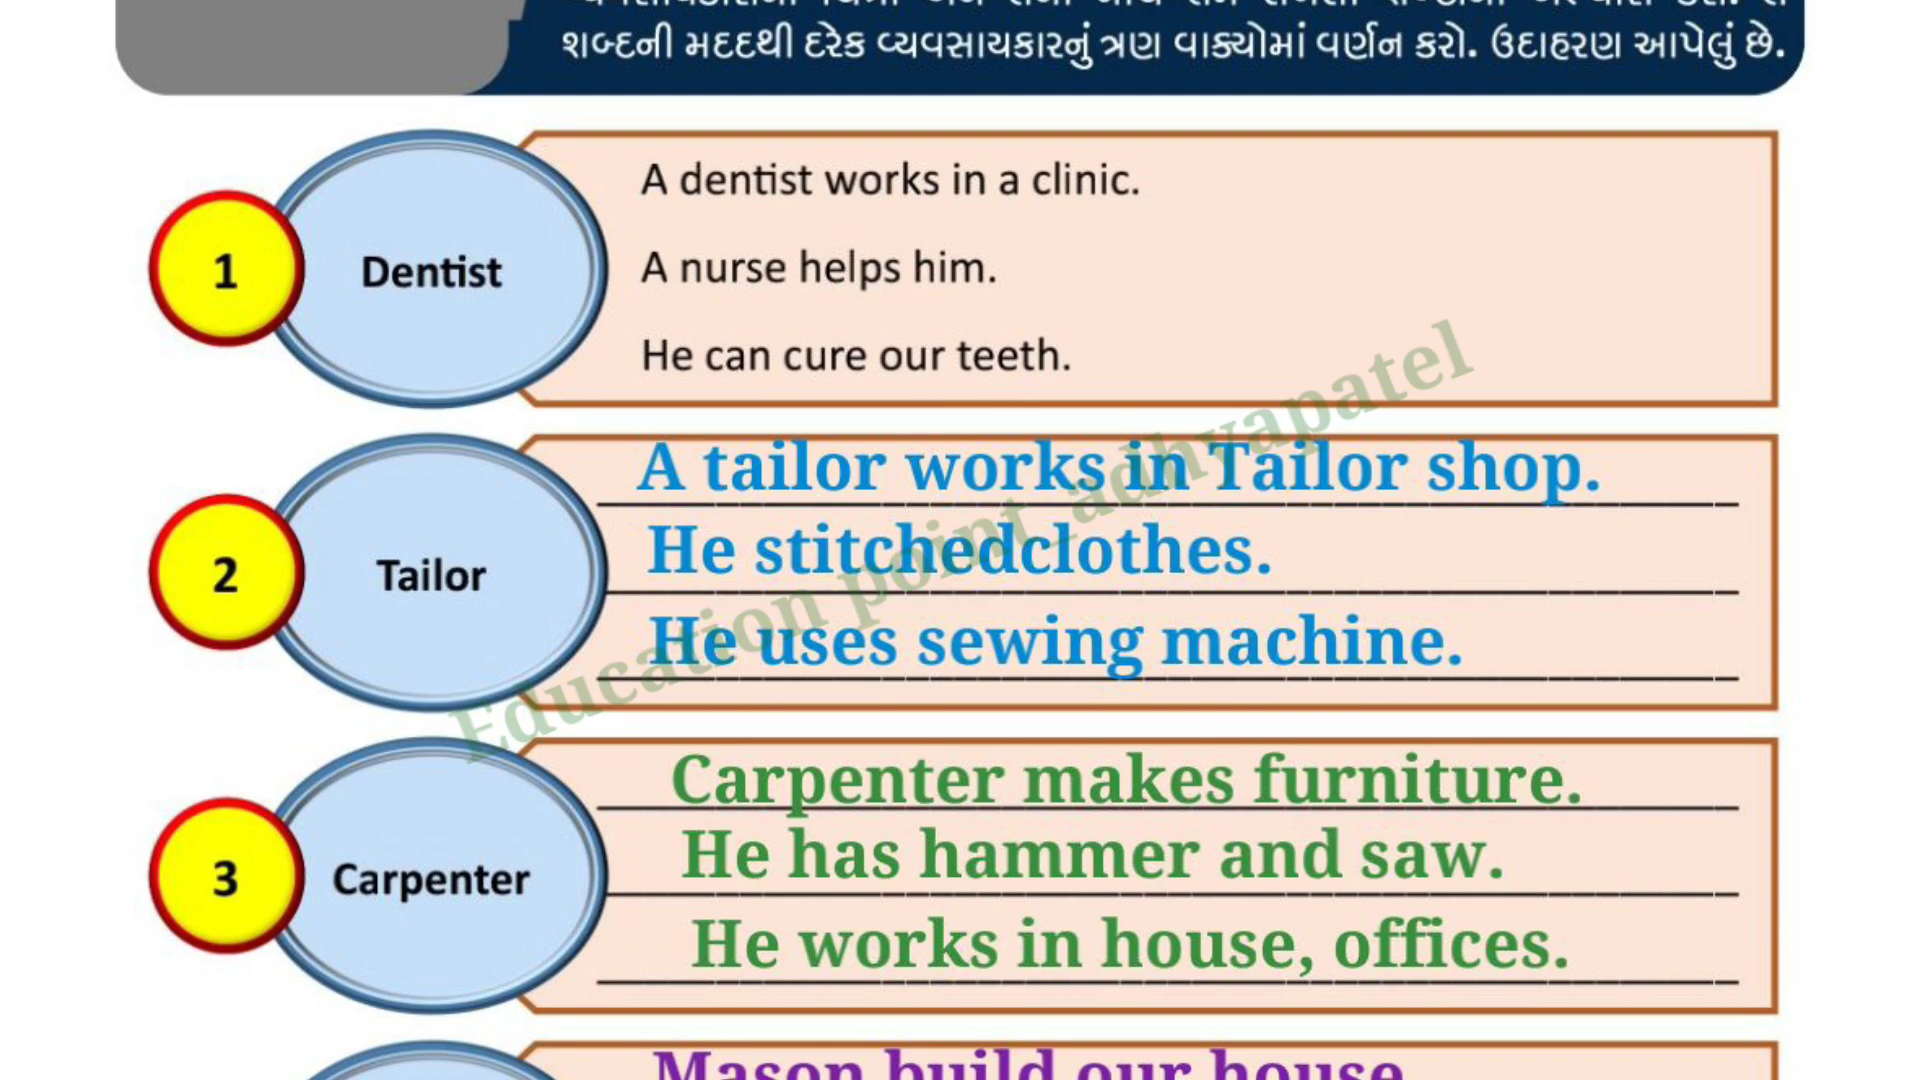 શબ્દની મદદથી દરેક વ્યવસાયકારનું ત્રણ વાક્યોમાં વર્ણન કરો. ઉદાહરણ આપેલું છે.
1
Dentist
A dentist works in a clinic.
A nurse helps him.
He can cure our teeth.
2
Tailor
A tailor works in Tailor shop.
He stitchedclothes.
He uses sewing machine.
Education point_adhyapatel
3
Carpenter
Carpenter makes furniture.
He has hammer and saw.
He works in house, offices.
Mason build our house